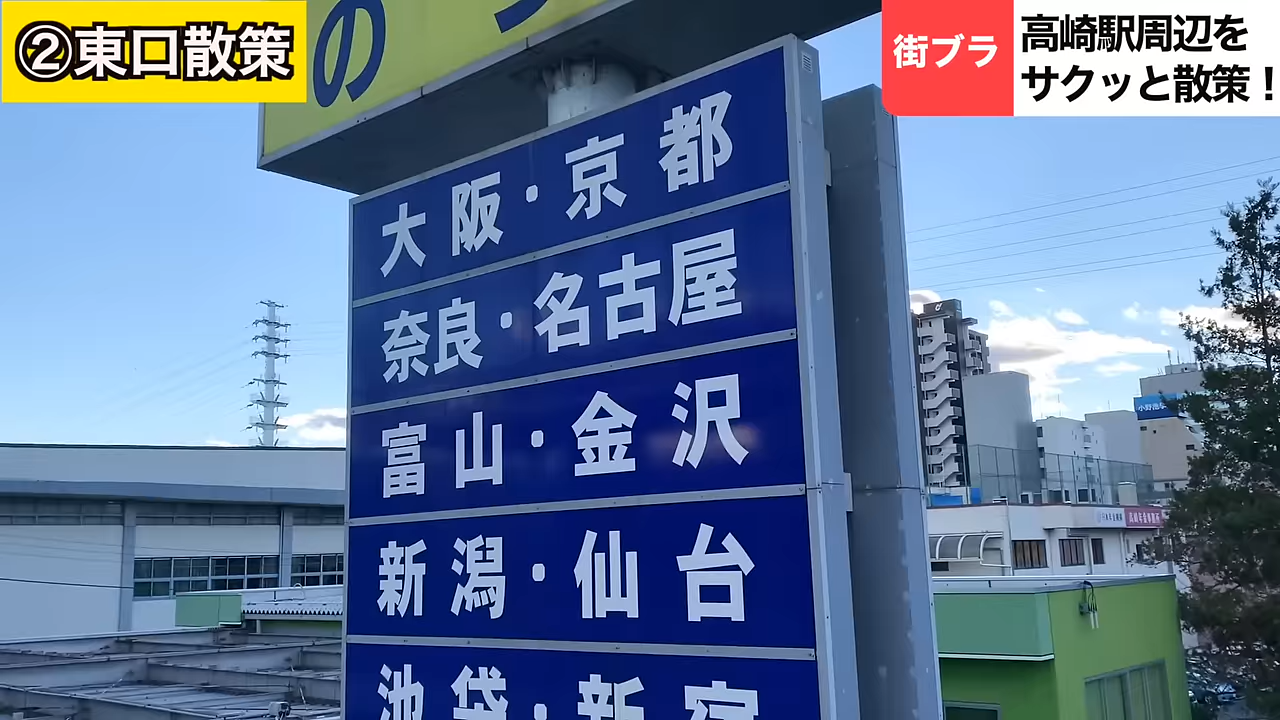 ②東口散策
街ブラ
高崎駅周辺を
サクッと散策！
の
大阪・京都
奈良・名古屋
富山・金沢
新潟・仙台
池袋・新宿